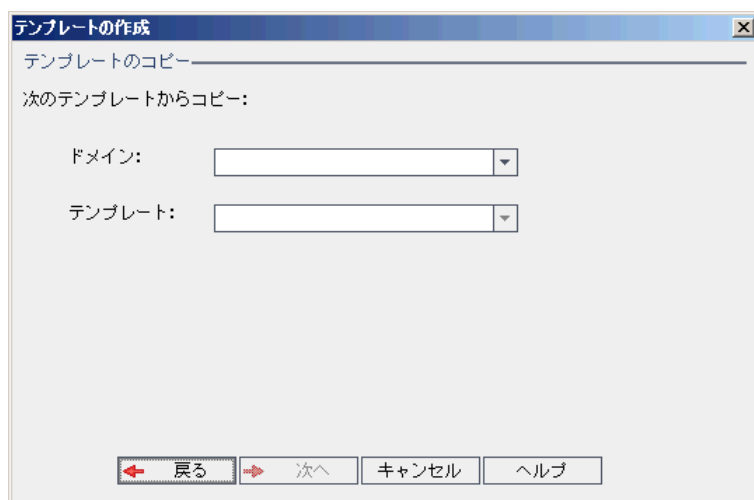 テンプレートの作成
テンプレートのコピー
次のテンプレートからコピー:
ドメイン:
テンプレート:
戻る 次へ キャンセル ヘルプ